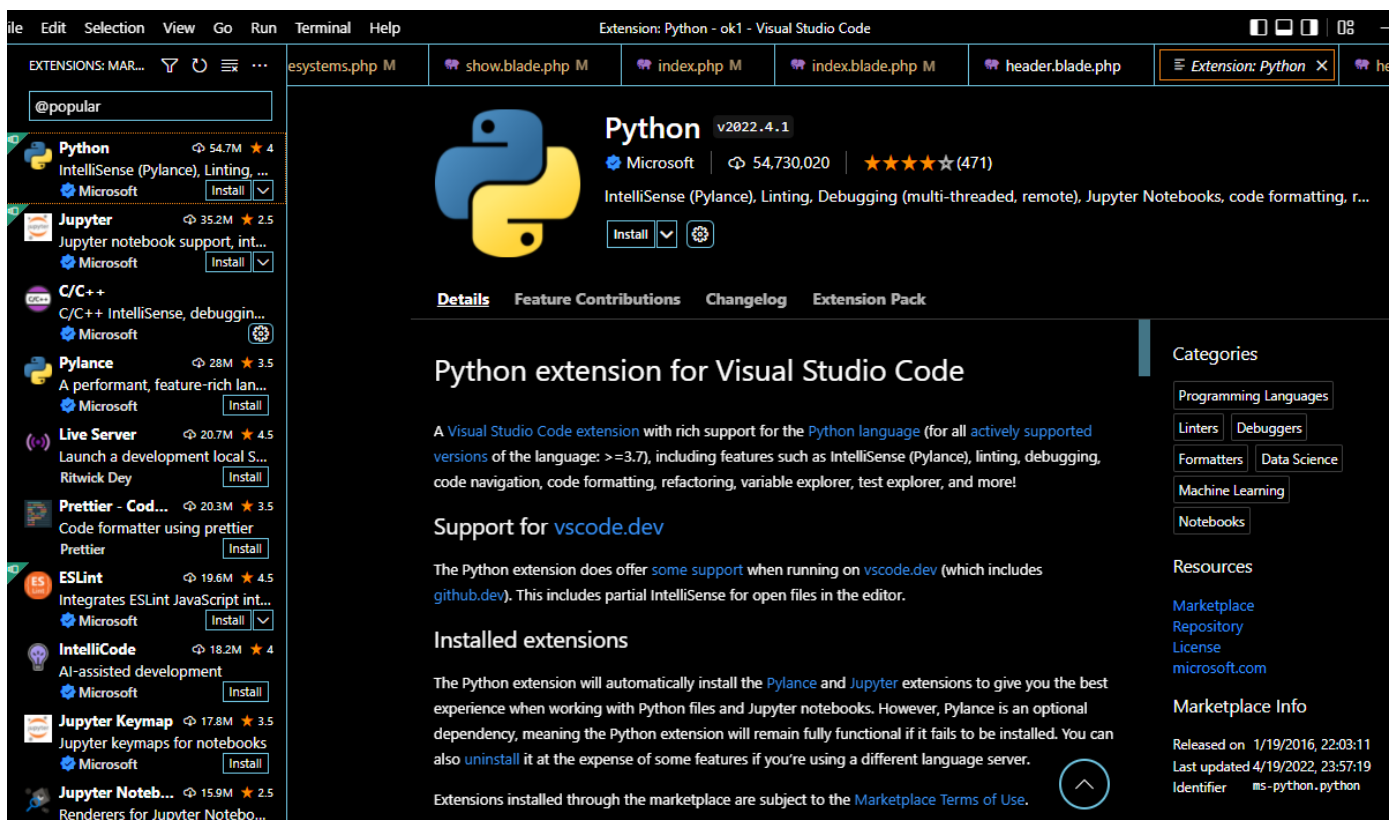 ile Edit Selection View Go Run Terminal Help
Extension: Python - ok1 - Visual Studio Code
EXTENSIONS: MAR...
esystems.php M
show.blade.php M
index.php M
index.blade.php M
header.blade.php
Extension: Python
he
@popular
Python 54.7M 4
IntelliSense (Pylance), Linting, ...
Microsoft Install
Jupyter 35.2M 2.5
Jupyter notebook support, int...
Microsoft Install
C/C++
C/C++ IntelliSense, debuggin...
Microsoft
Pylance 28M 3.5
A performant, feature-rich lan...
Microsoft Install
Live Server 20.7M 4.5
Launch a development local S...
Ritwick Dey Install
Prettier - Cod... 20.3M 3.5
Code formatter using prettier
Prettier Install
ESLint 19.6M 4.5
Integrates ESLint JavaScript int...
Microsoft Install
IntelliCode 18.2M 4
AI-assisted development
Microsoft Install
Jupyter Keymap 17.8M 3.5
Jupyter keymaps for notebooks
Microsoft Install
Jupyter Noteb... 15.9M 2.5
Renderers for Jupyter Notebo...
Python v2022.4.1
Microsoft 54,730,020 (471)
IntelliSense (Pylance), Linting, Debugging (multi-threaded, remote), Jupyter Notebooks, code formatting, r...
Install
Details Feature Contributions Changelog Extension Pack
Python extension for Visual Studio Code
A Visual Studio Code extension with rich support for the Python language (for all actively supported
versions of the language: >=3.7), including features such as IntelliSense (Pylance), linting, debugging,
code navigation, code formatting, refactoring, variable explorer, test explorer, and more!
Support for vscode.dev
The Python extension does offer some support when running on vscode.dev (which includes
github.dev). This includes partial IntelliSense for open files in the editor.
Installed extensions
The Python extension will automatically install the Pylance and Jupyter extensions to give you the best
experience when working with Python files and Jupyter notebooks. However, Pylance is an optional
dependency, meaning the Python extension will remain fully functional if it fails to be installed. You can
also uninstall it at the expense of some features if you're using a different language server.
Extensions installed through the marketplace are subject to the Marketplace Terms of Use.
Categories
Programming Languages
Linters Debuggers
Formatters Data Science
Machine Learning
Notebooks
Resources
Marketplace
Repository
License
microsoft.com
Marketplace Info
Released on 1/19/2016, 22:03:11
Last updated 4/19/2022, 23:57:19
Identifier ms-python.python